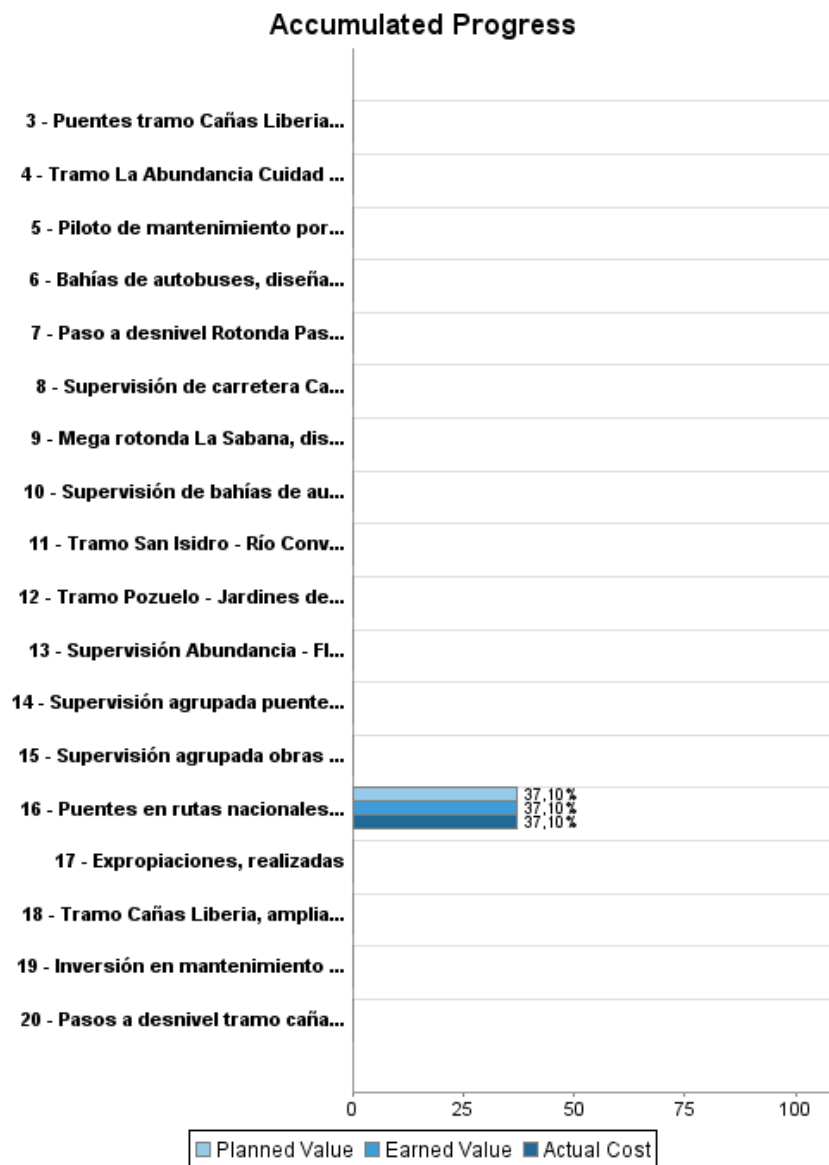 Accumulated Progress
3 - Puentes tramo Cañas Liberia...
4 - Tramo La Abundancia Cuidad ...
5 - Piloto de mantenimiento por...
6 - Bahías de autobuses, diseña...
7 - Paso a desnivel Rotonda Pas...
8 - Supervisión de carretera Ca...
9 - Mega rotonda La Sabana, dis...
10 - Supervisión de bahías de au...
11 - Tramo San Isidro - Río Conv...
12 - Tramo Pozuelo - Jardines de...
13 - Supervisión Abundancia - Fl...
14 - Supervisión agrupada puente...
15 - Supervisión agrupada obras ...
37,10%
16 - Puentes en rutas nacionales... 37,10%
37,10%
17 - Expropiaciones, realizadas
18 - Tramo Cañas Liberia, amplia...
19 - Inversión en mantenimiento ...
20 - Pasos a desnivel tramo caña...
0 25 50 75 100
Planned Value Earned Value Actual Cost